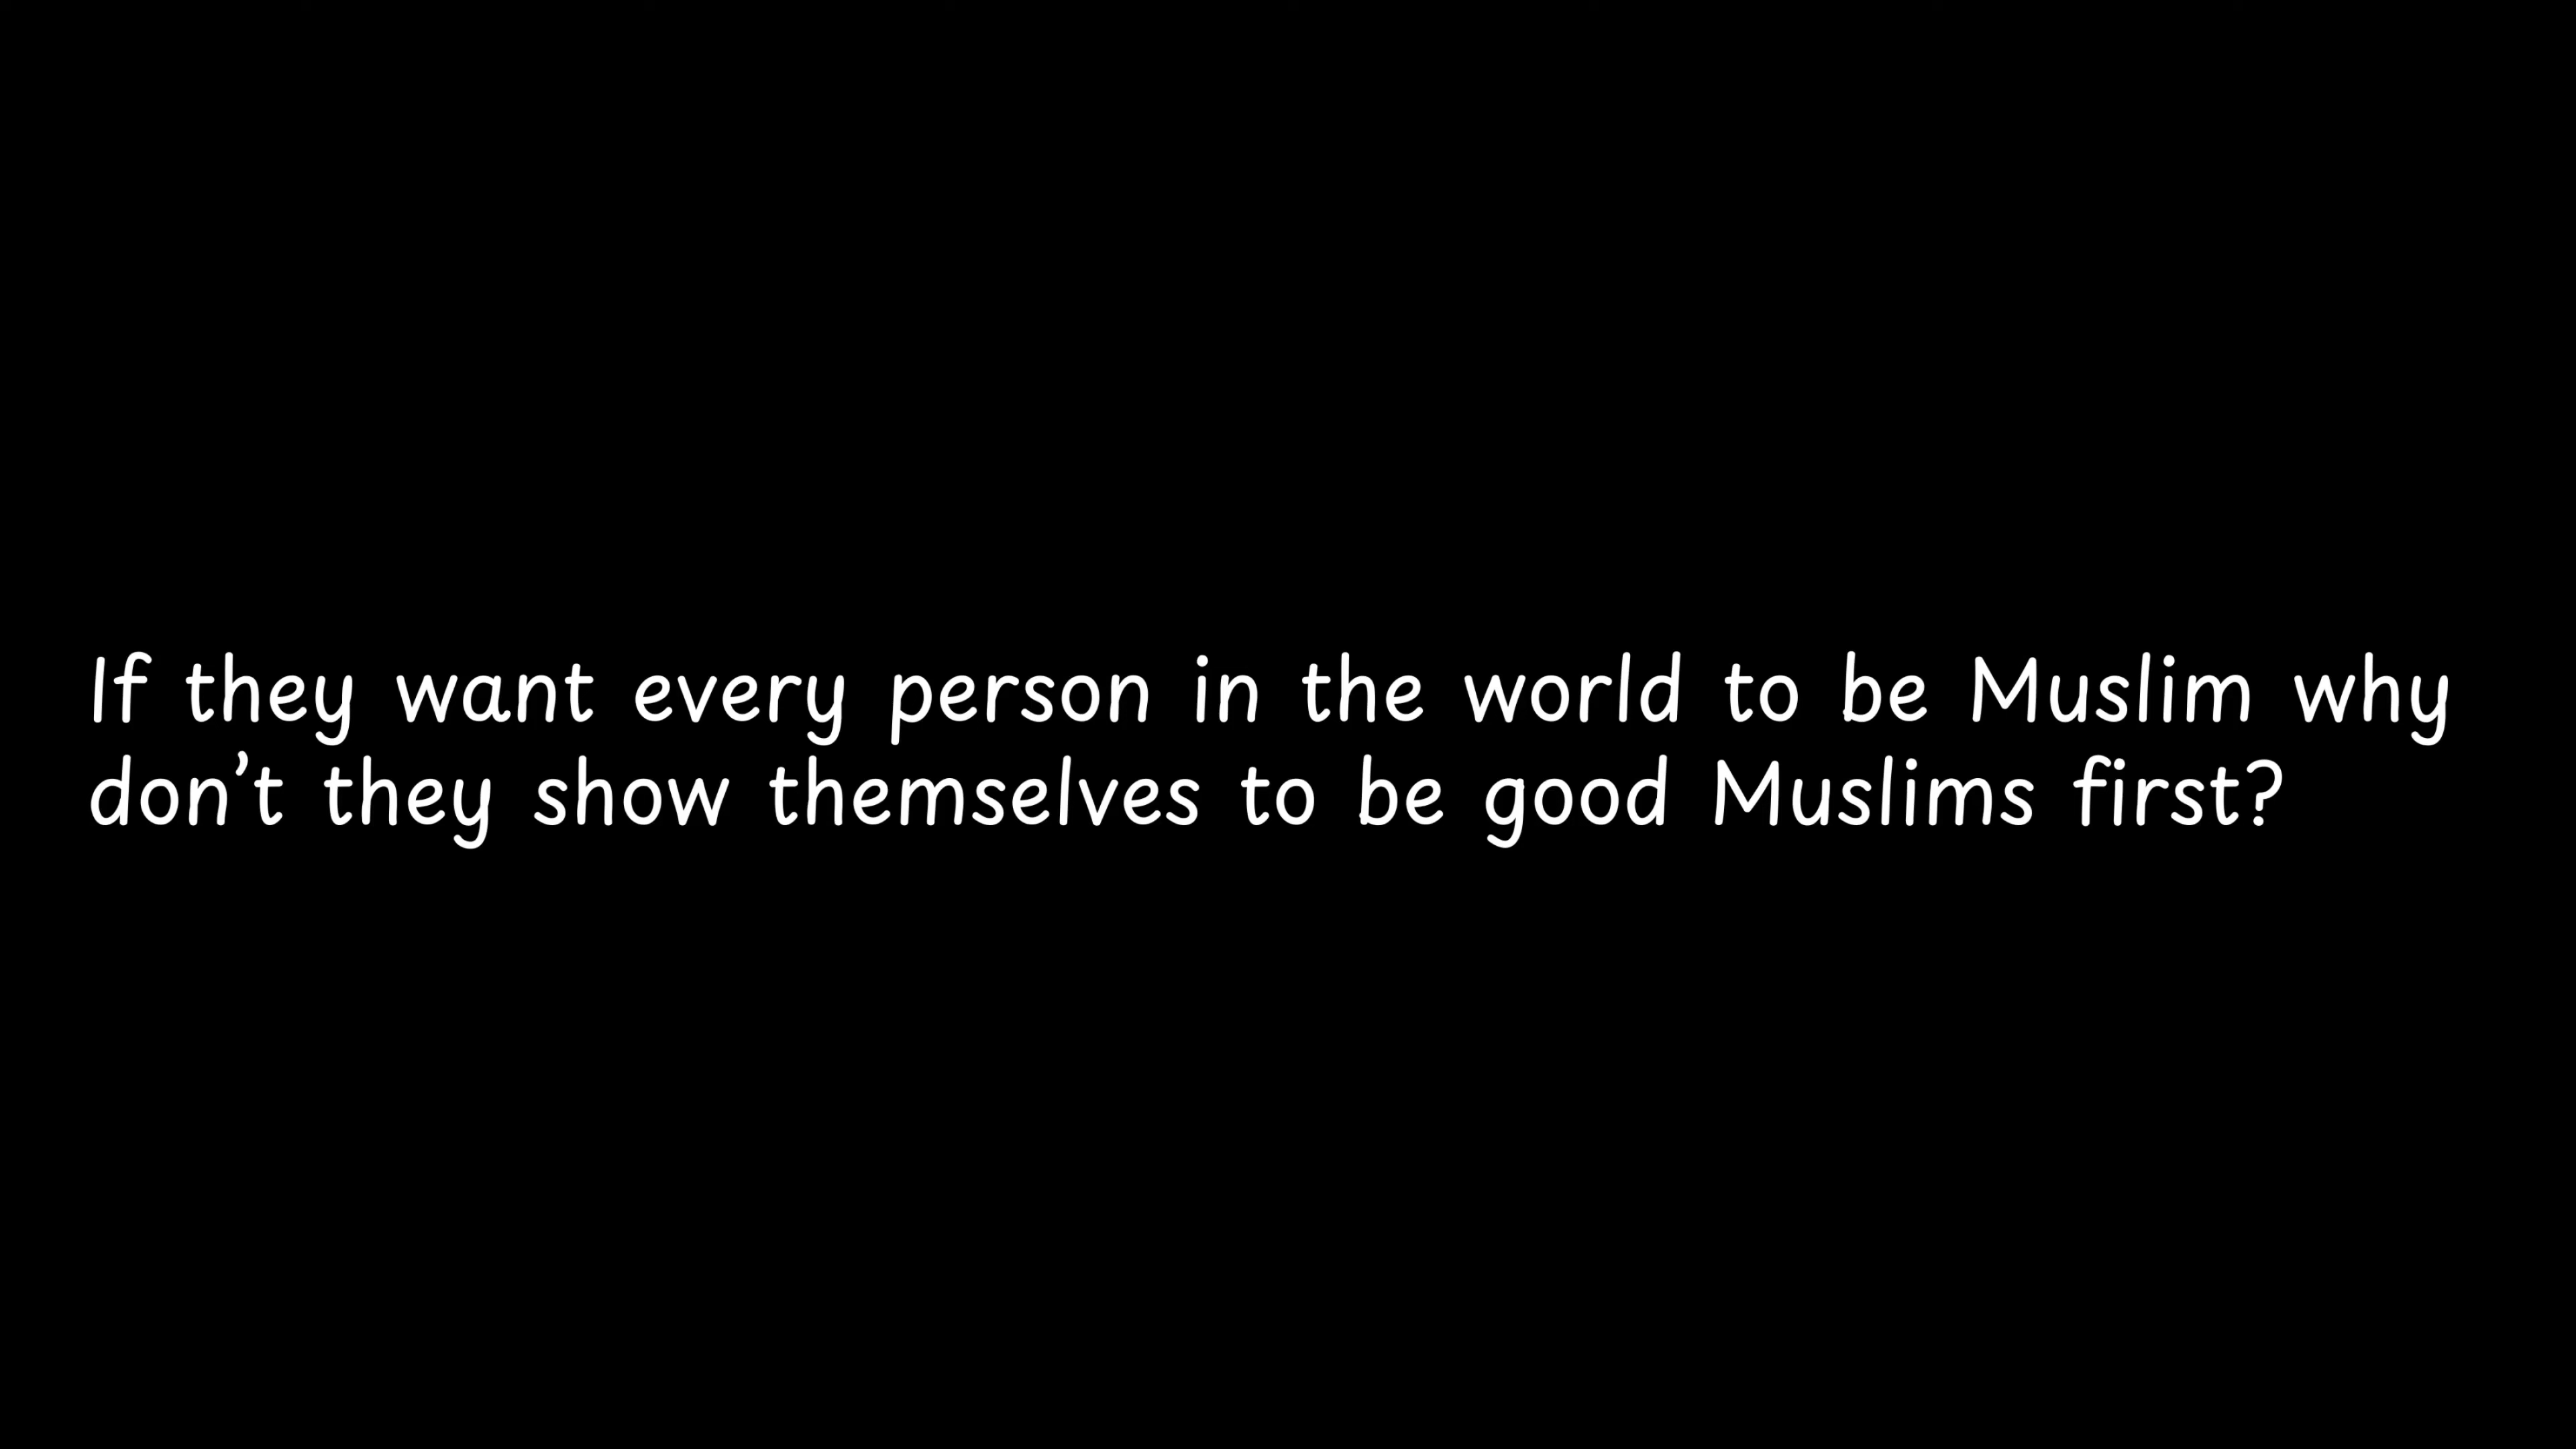 If they want every person in the world to be Muslim why
don’t they show themselves to be good Muslims first?